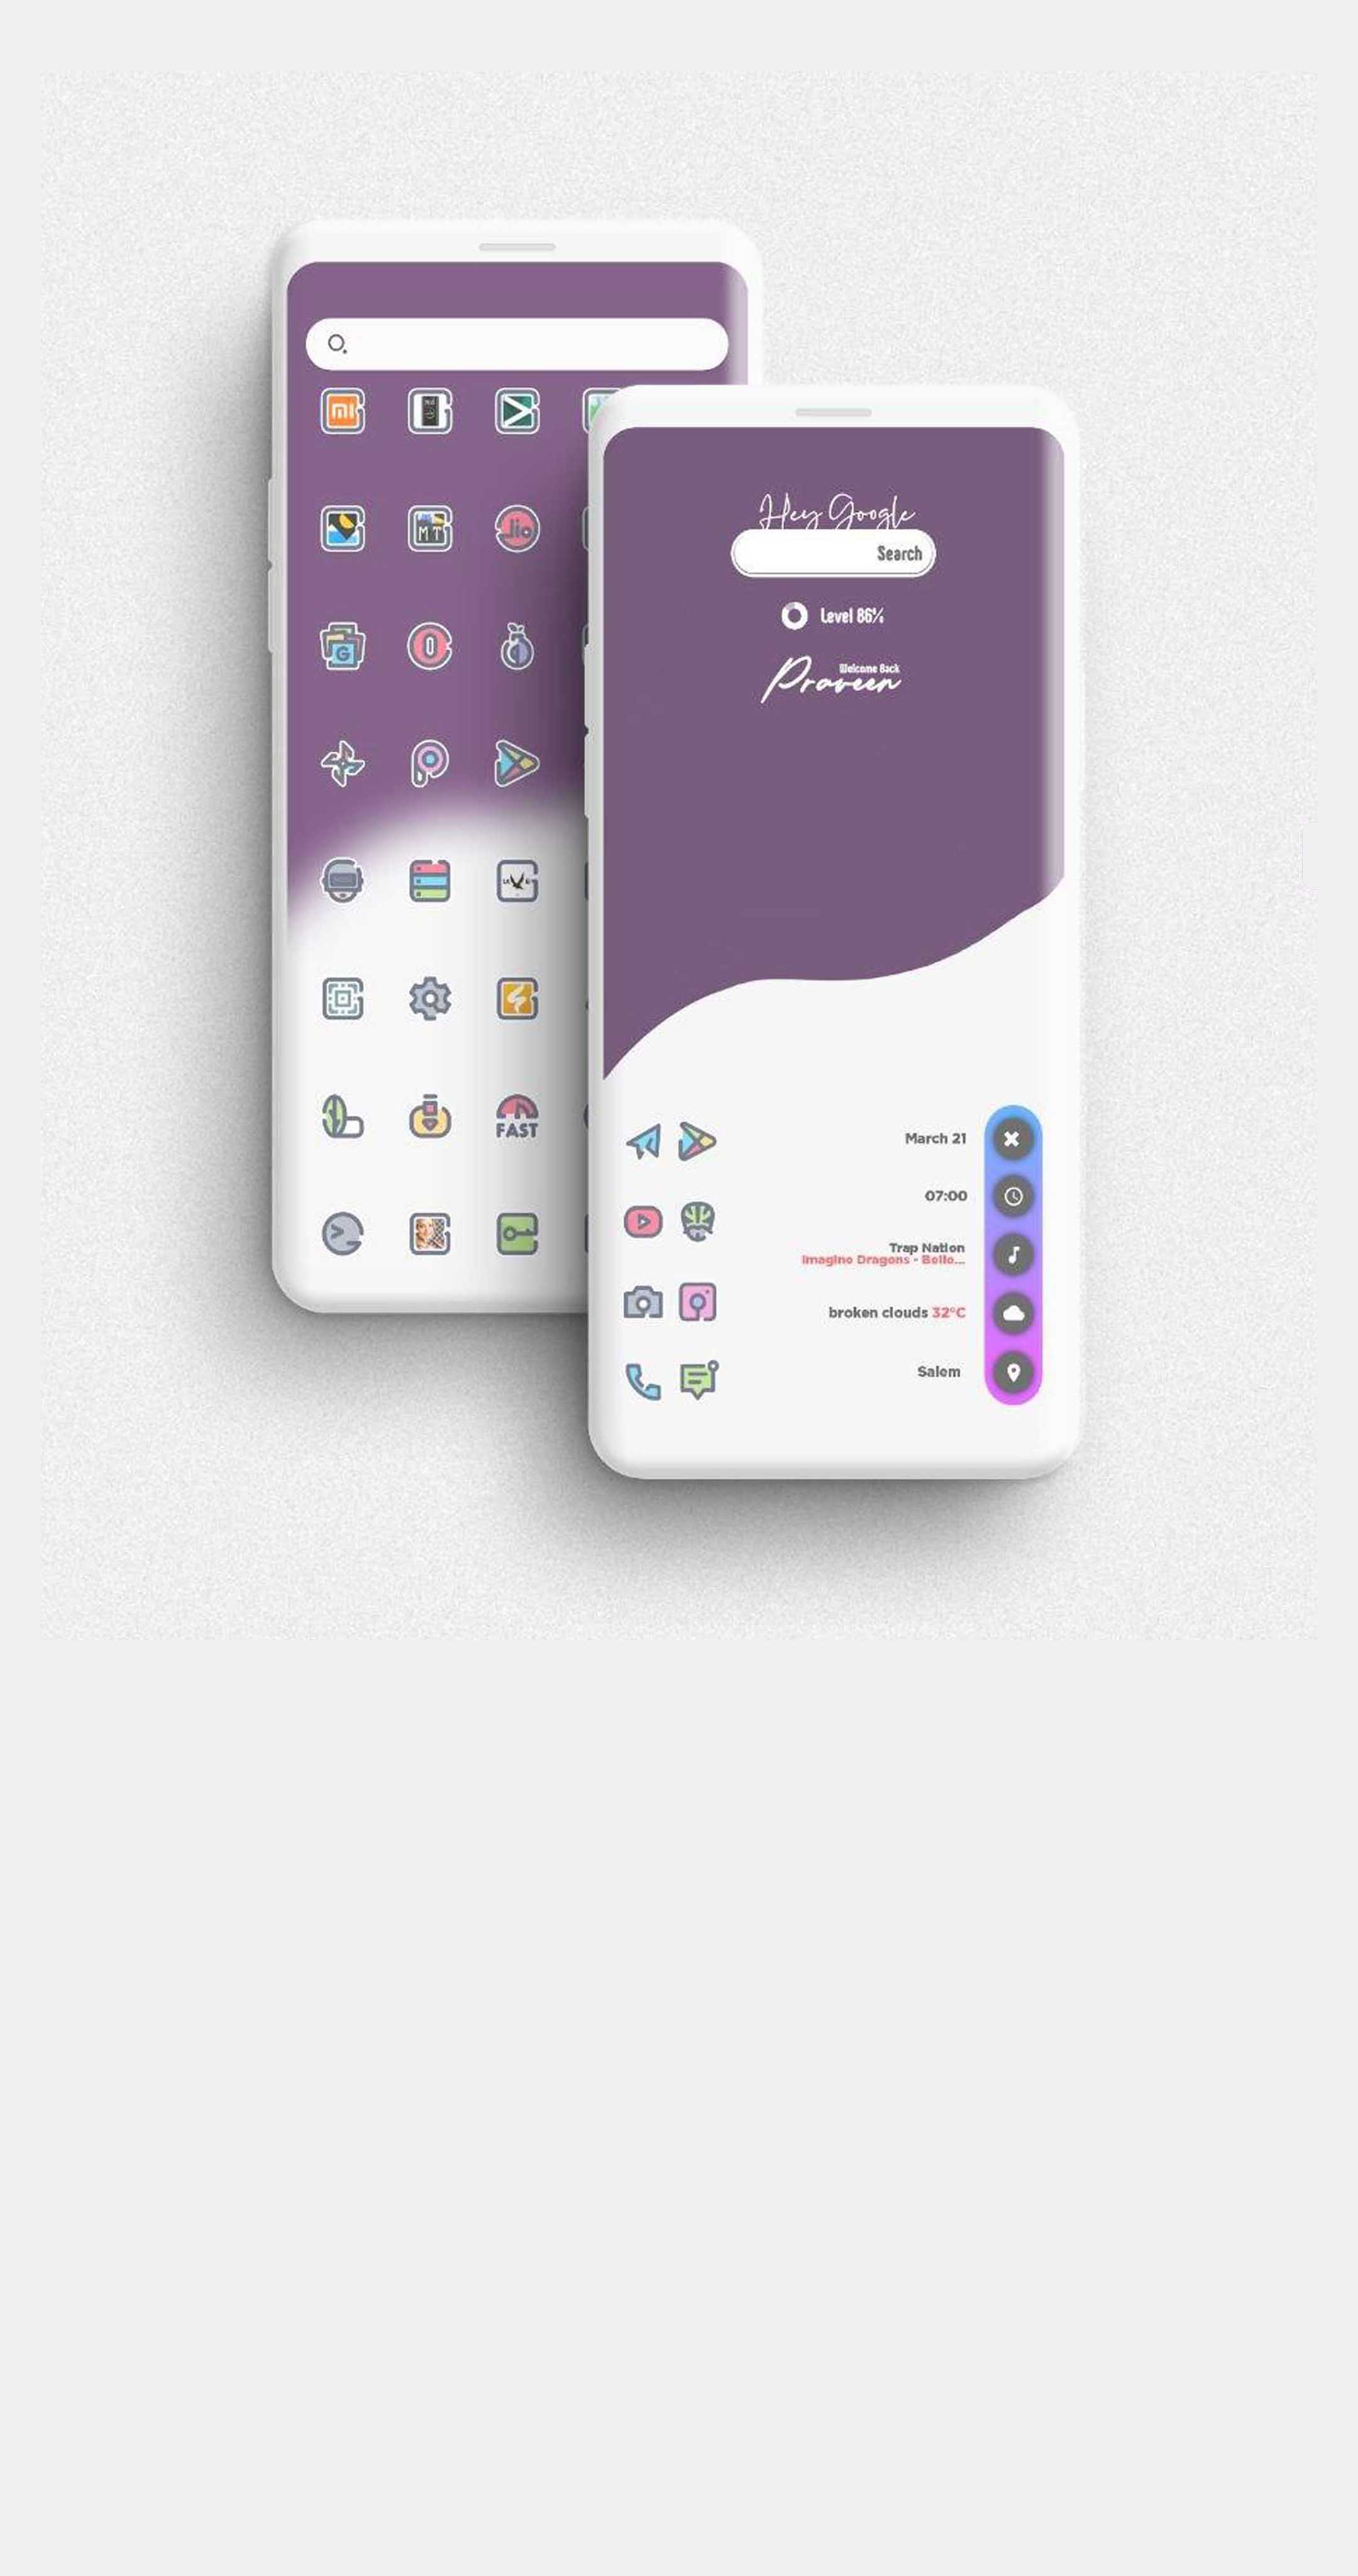 mi
MT
Jio
G
FAST
Hey Google
Search
Level 86%
Welcome Back
Praveen
March 21
07:00
Trap Nation
Imagine Dragons - Belie...
broken clouds 32°C
Salem